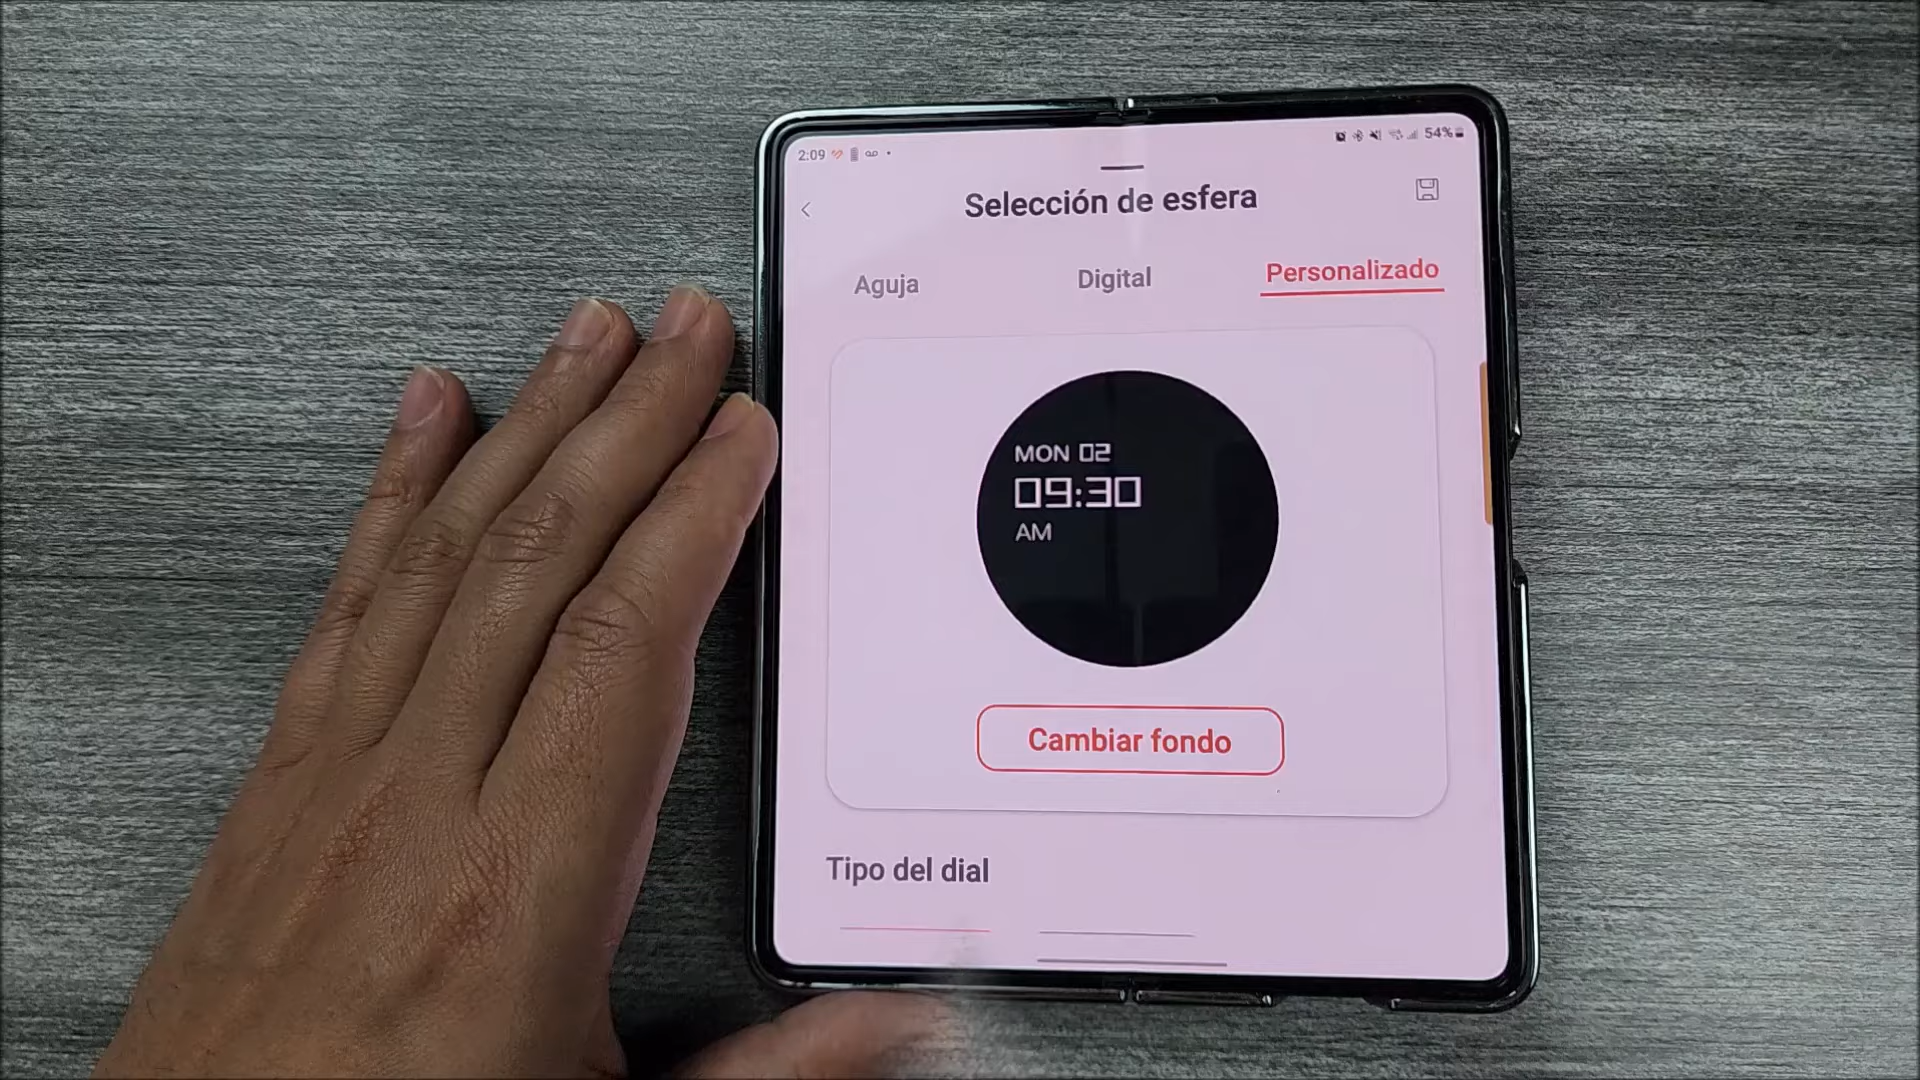 2:09
54%
Selección de esfera
Aguja
Digital
Personalizado
MON 02
09:30
AM
Cambiar fondo
Tipo del dial